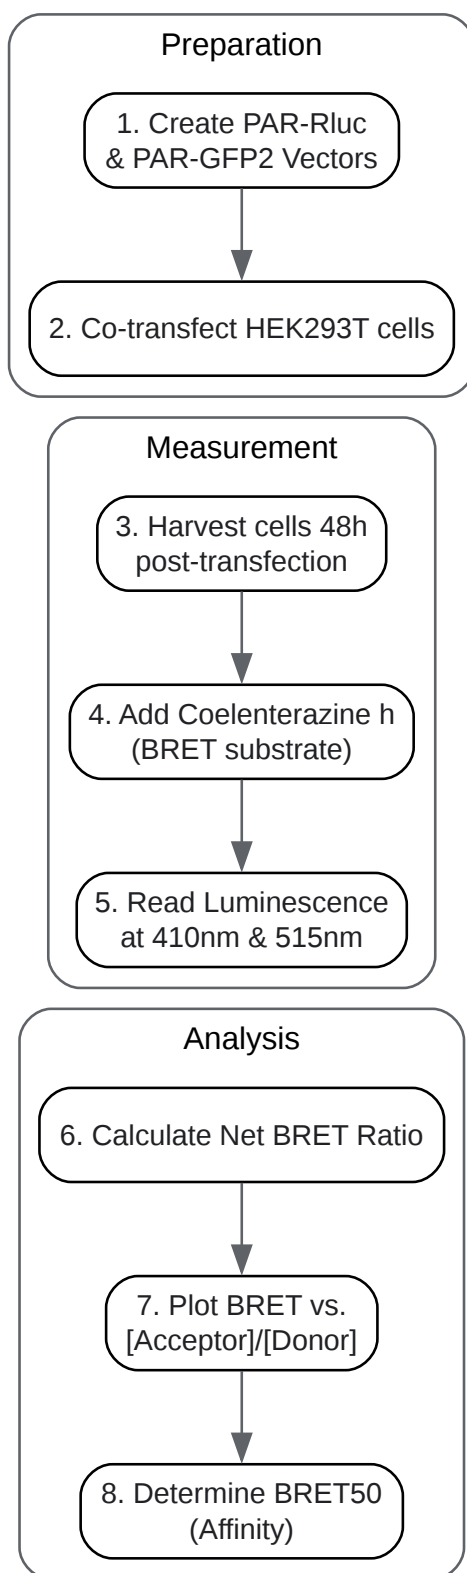 Preparation
1. Create PAR-Rluc
& PAR-GFP2 Vectors
2. Co-transfect HEK293T cells
Measurement
3. Harvest cells 48h
post-transfection
4. Add Coelenterazine h
(BRET substrate)
5. Read Luminescence
at 410nm & 515nm
Analysis
6. Calculate Net BRET Ratio
7. Plot BRET vs.
[Acceptor]/[Donor]
8. Determine BRET50
(Affinity)